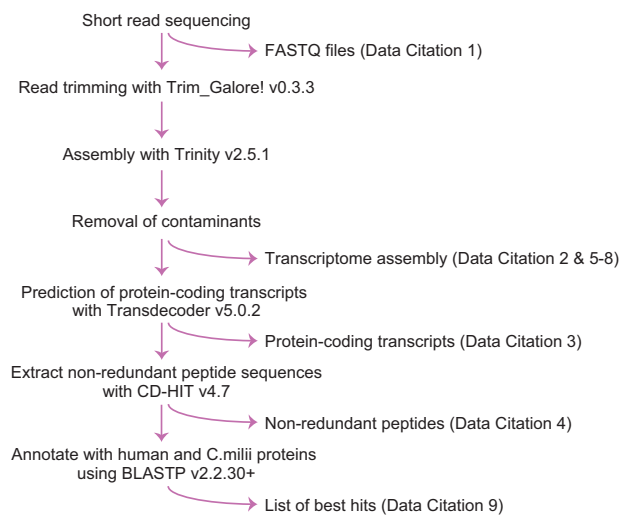 Short read sequencing
FASTQ files (Data Citation 1)
Read trimming with Trim_Galore! v0.3.3
Assembly with Trinity v2.5.1
Removal of contaminants
Transcriptome assembly (Data Citation 2 & 5-8)
Prediction of protein-coding transcripts
with Transdecoder v5.0.2
Protein-coding transcripts (Data Citation 3)
Extract non-redundant peptide sequences
with CD-HIT v4.7
Non-redundant peptides (Data Citation 4)
Annotate with human and C.milii proteins
using BLASTP v2.2.30+
List of best hits (Data Citation 9)